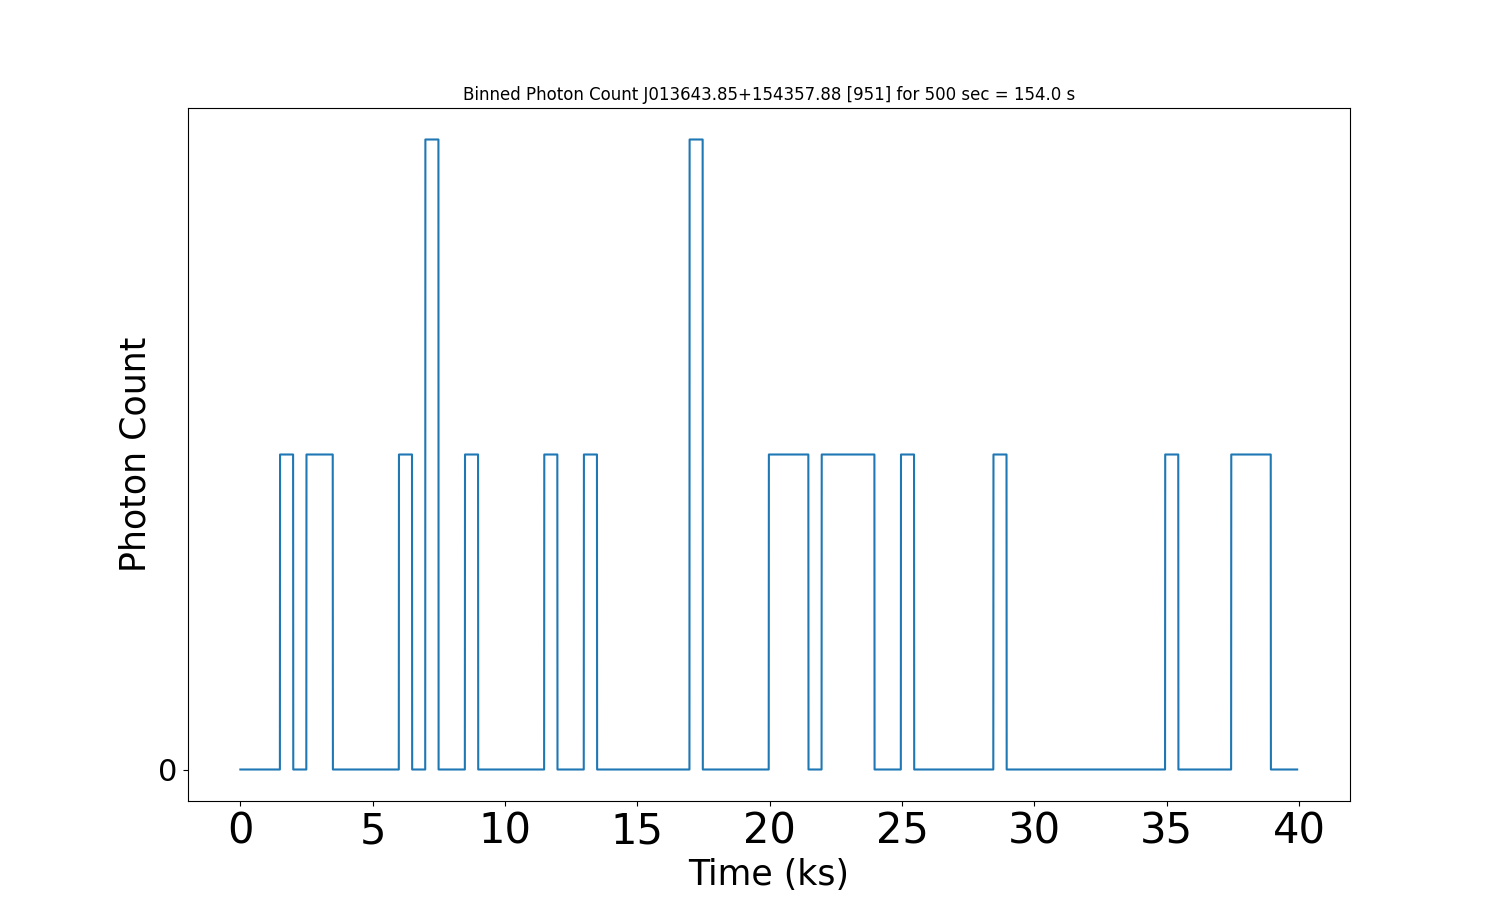 Binned Photon Count J013643.85+154357.88 [951] for 500 sec = 154.0 s
Photon Count
0
0 5 10 15 20 25 30 35 40
Time (ks)